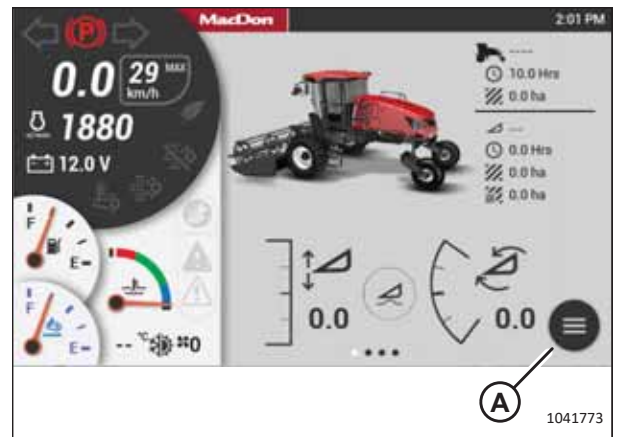 MacDon
2:01 PM
(P)
0.0 29 MAX
km/h
1880
12.0 V
----
10.0 Hrs
0.0 ha
---
0.0 Hrs
0.0 ha
0.0 ha
F
E
F
E
-- °C 0
0.0
0.0
A
1041773